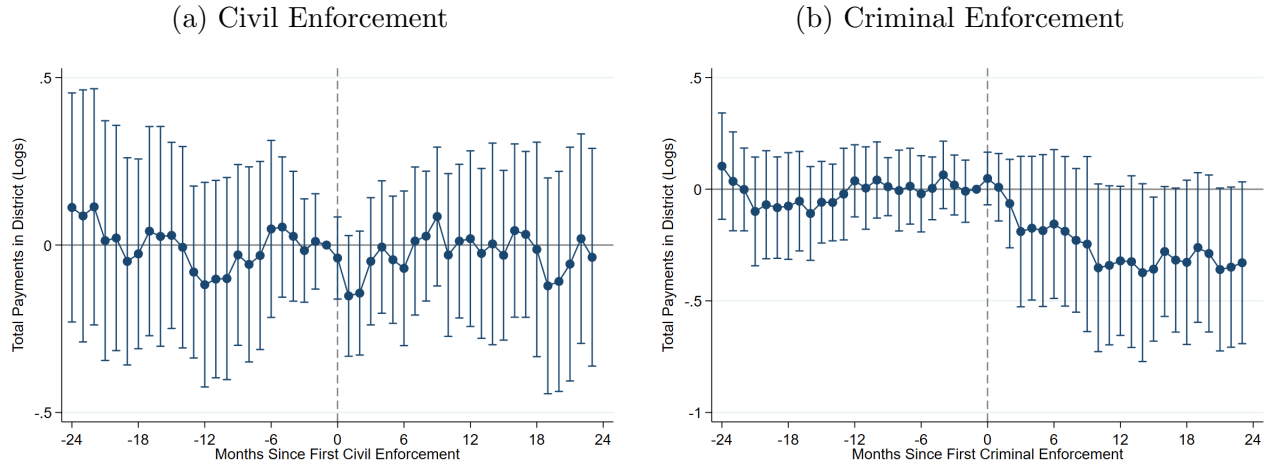 (a) Civil Enforcement
.5
0
-.5
Total Payments in District (Logs)
-24 -18 -12 -6 0 6 12 18 24
Months Since First Civil Enforcement
(b) Criminal Enforcement
.5
0
-.5
-1
Total Payments in District (Logs)
-24 -18 -12 -6 0 6 12 18 24
Months Since First Criminal Enforcement